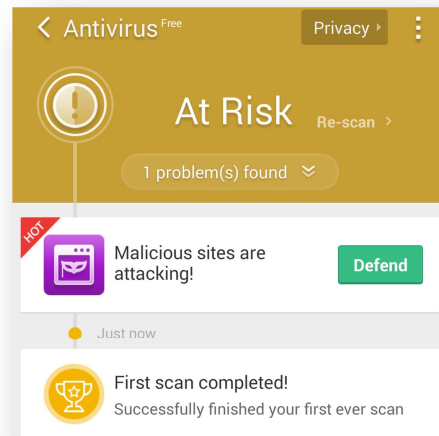 Antivirus Free Privacy
At Risk Re-scan
1 problem(s) found
HOT
Malicious sites are
attacking!
Defend
Just now
First scan completed!
Successfully finished your first ever scan